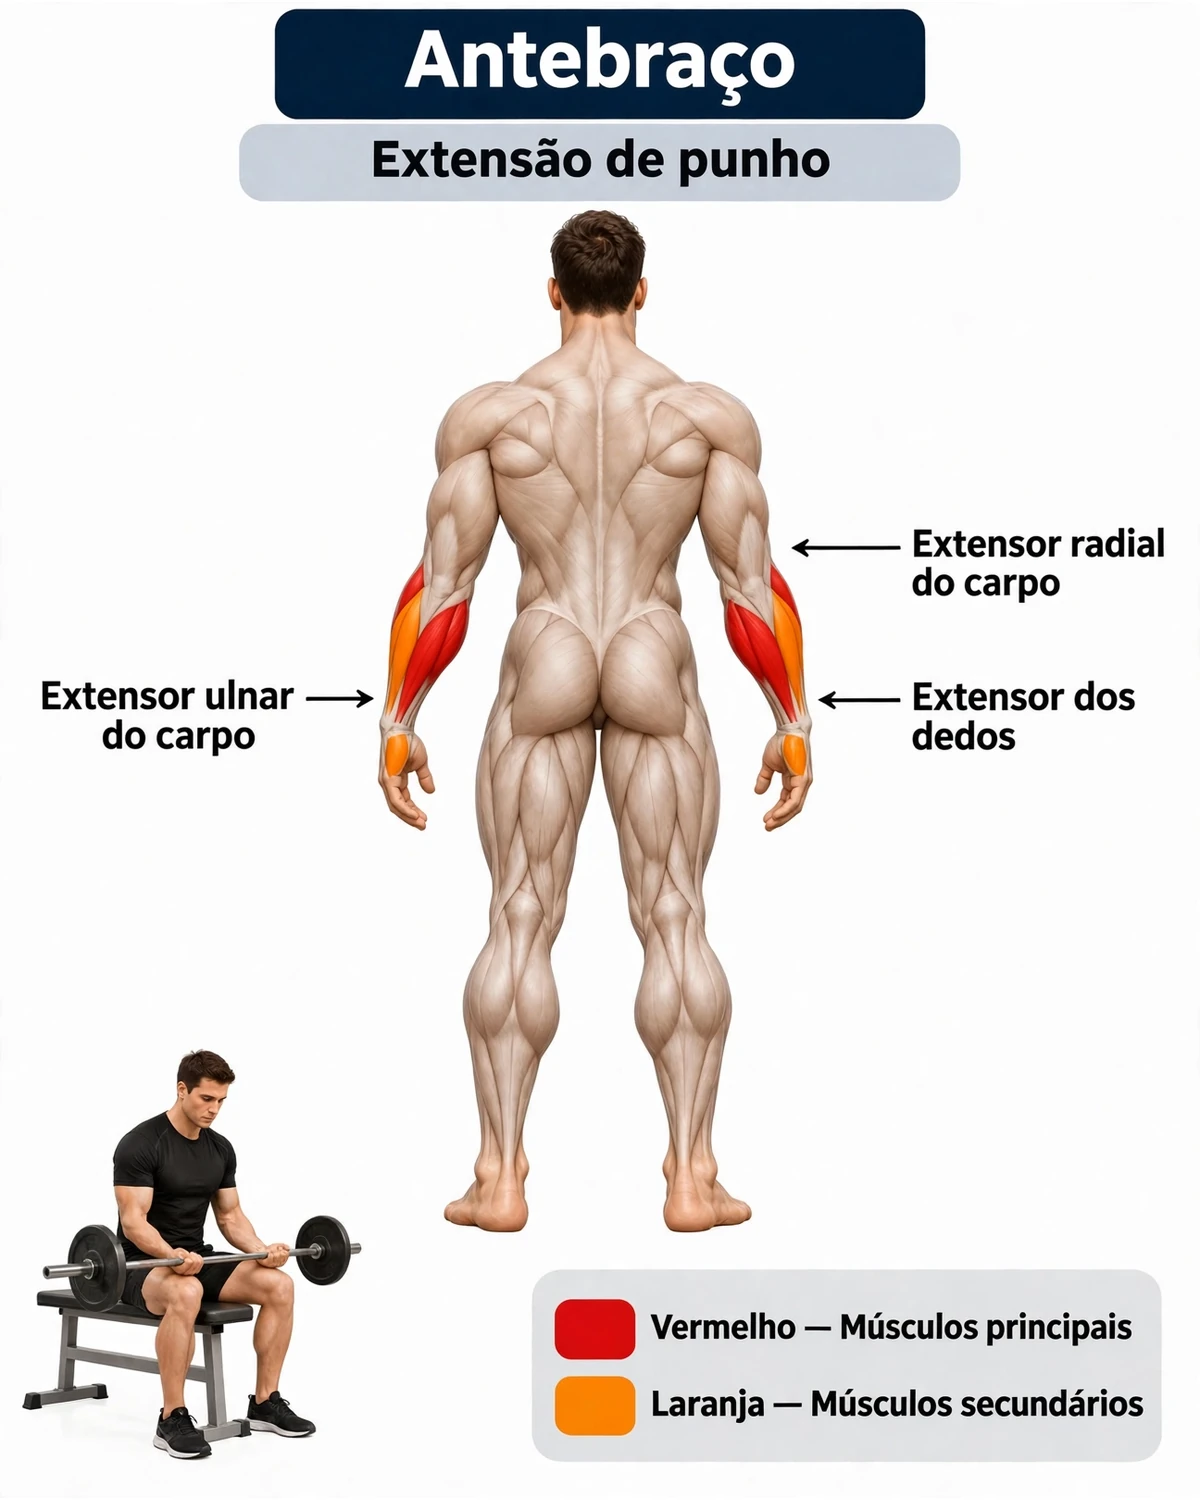 Antebraço
Extensão de punho
Extensor radial
do carpo
Extensor ulnar
do carpo
Extensor dos
dedos
Vermelho — Músculos principais
Laranja — Músculos secundários